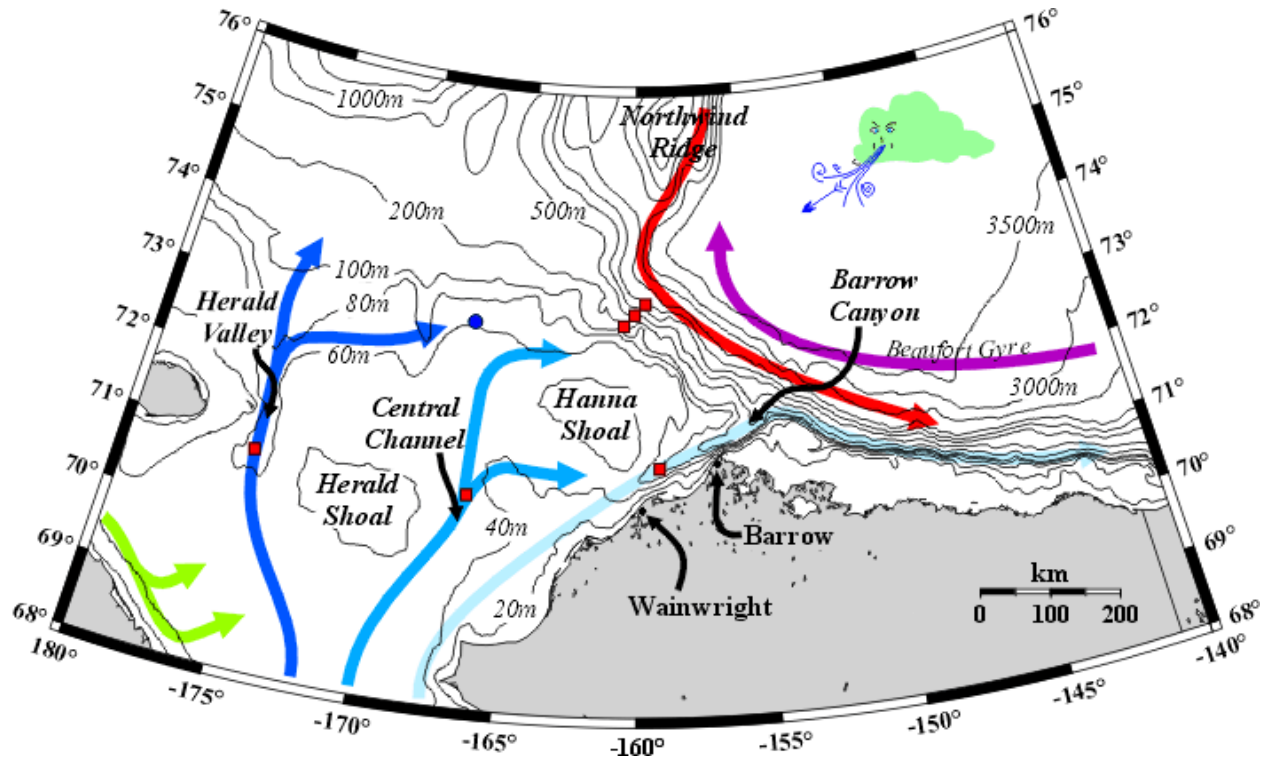 76°
76°
75°
75°
74°
74°
73°
73°
72°
72°
71°
71°
70°
70°
69°
69°
68°
68°
180°
-175°
-170°
-165°
-160°
-155°
-150°
-145°
-140°
1000m
Northwind
Ridge
200m
500m
3500m
100m
80m
60m
Herald
Valley
Barrow
Canyon
Beaufort Gyre
3000m
Central
Channel
Hanna
Shoal
Herald
Shoal
40m
20m
Barrow
Wainwright
km
0 100 200